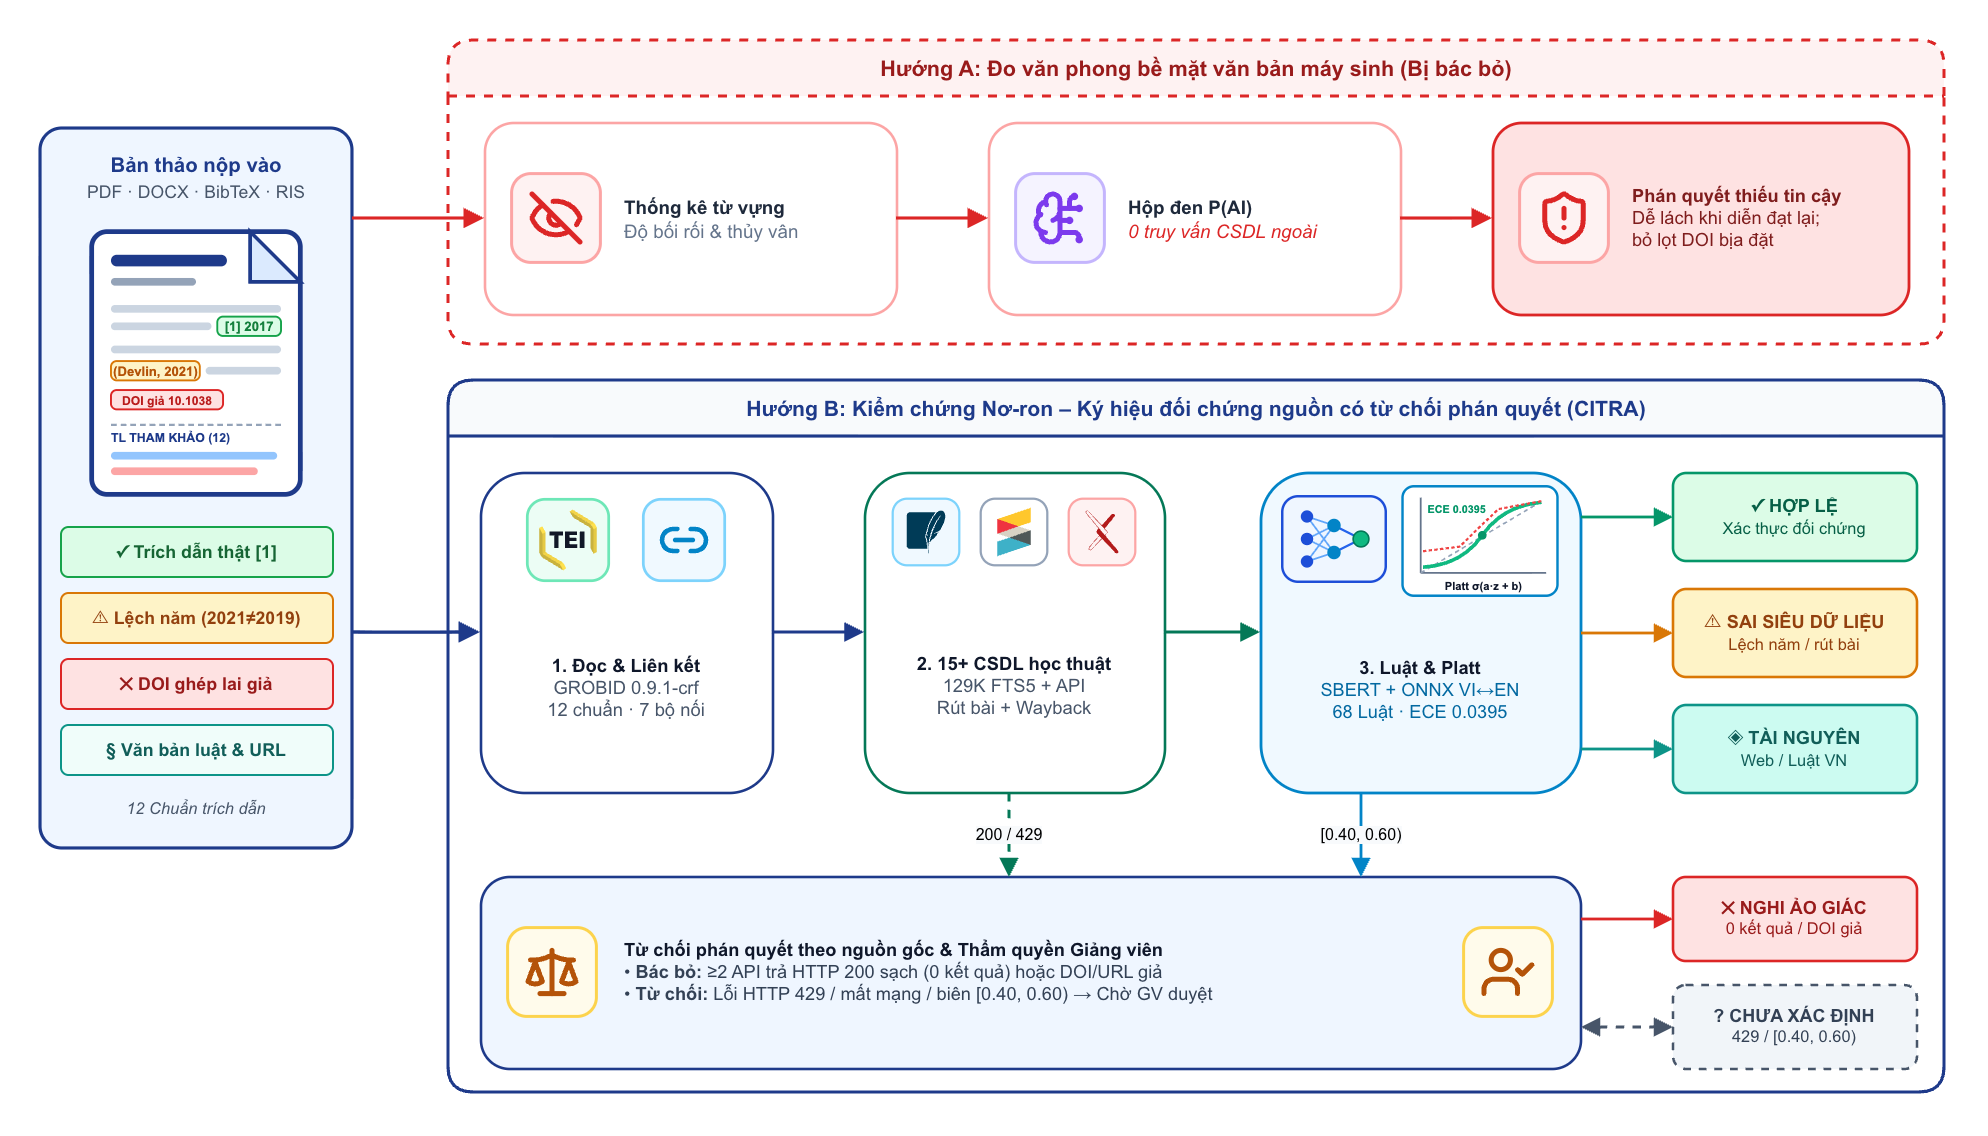 Hướng A: Đo văn phong bề mặt văn bản máy sinh (Bị bác bỏ)
Bản thảo nộp vào
PDF · DOCX · BibTeX · RIS
[1] 2017
(Devlin, 2021)
DOI giả 10.1038
TL THAM KHẢO (12)
✓ Trích dẫn thật [1]
⚠ Lệch năm (2021≠2019)
✕ DOI ghép lai giả
§ Văn bản luật & URL
12 Chuẩn trích dẫn
Thống kê từ vựng
Độ bối rối & thủy vân
Hộp đen P(AI)
0 truy vấn CSDL ngoài
Phán quyết thiếu tin cậy
Dễ lách khi diễn đạt lại;
bỏ lọt DOI bịa đặt
Hướng B: Kiểm chứng Nơ-ron – Ký hiệu đối chứng nguồn có từ chối phán quyết (CITRA)
TEI
1. Đọc & Liên kết
GROBID 0.9.1-crf
12 chuẩn · 7 bộ nối
2. 15+ CSDL học thuật
129K FTS5 + API
Rút bài + Wayback
ECE 0.0395
Platt σ(a·z + b)
3. Luật & Platt
SBERT + ONNX VI↔EN
68 Luật · ECE 0.0395
✓ HỢP LỆ
Xác thực đối chứng
⚠ SAI SIÊU DỮ LIỆU
Lệch năm / rút bài
◈ TÀI NGUYÊN
Web / Luật VN
200 / 429
[0.40, 0.60)
Từ chối phán quyết theo nguồn gốc & Thẩm quyền Giảng viên
• Bác bỏ: ≥2 API trả HTTP 200 sạch (0 kết quả) hoặc DOI/URL giả
• Từ chối: Lỗi HTTP 429 / mất mạng / biên [0.40, 0.60) → Chờ GV duyệt
✕ NGHI ẢO GIÁC
0 kết quả / DOI giả
? CHƯA XÁC ĐỊNH
429 / [0.40, 0.60)